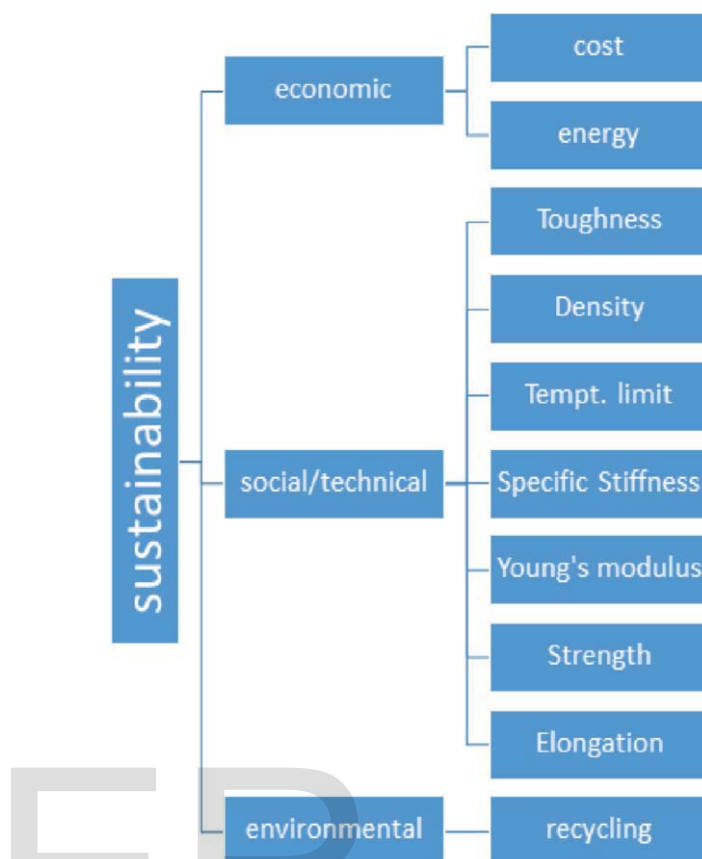 sustainability
economic
cost
energy
social/technical
Toughness
Density
Tempt. limit
Specific Stiffness
Young's modulus
Strength
Elongation
environmental
recycling